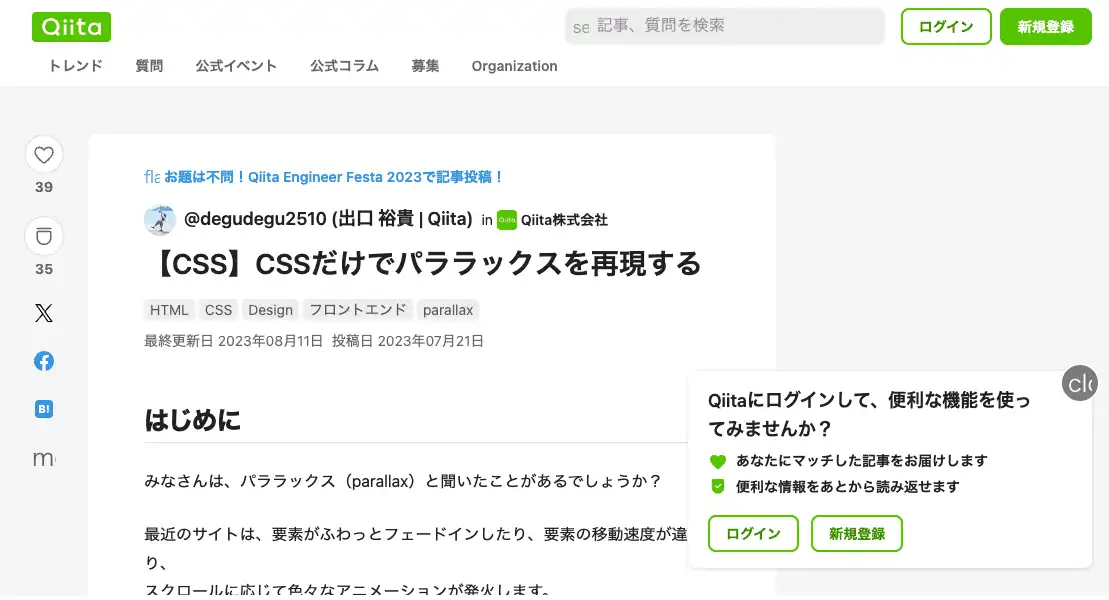 Qiita
se 記事、質問を検索
ログイン
新規登録
トレンド 質問 公式イベント 公式コラム 募集 Organization
39
35
B!
m
fla お題は不問！Qiita Engineer Festa 2023で記事投稿！
@degudegu2510 (出口 裕貴 | Qiita) in Qiita Qiita株式会社
【CSS】CSSだけでパララックスを再現する
HTML CSS Design フロントエンド parallax
最終更新日 2023年08月11日 投稿日 2023年07月21日
はじめに
みなさんは、パララックス（parallax）と聞いたことがあるでしょうか？
最近のサイトは、要素がふわっとフェードインしたり、要素の移動速度が違
り、
スクロールに応じて色々なアニメーションが発火します。
clo
Qiitaにログインして、便利な機能を使っ
てみませんか？
あなたにマッチした記事をお届けします
便利な情報をあとから読み返せます
ログイン
新規登録